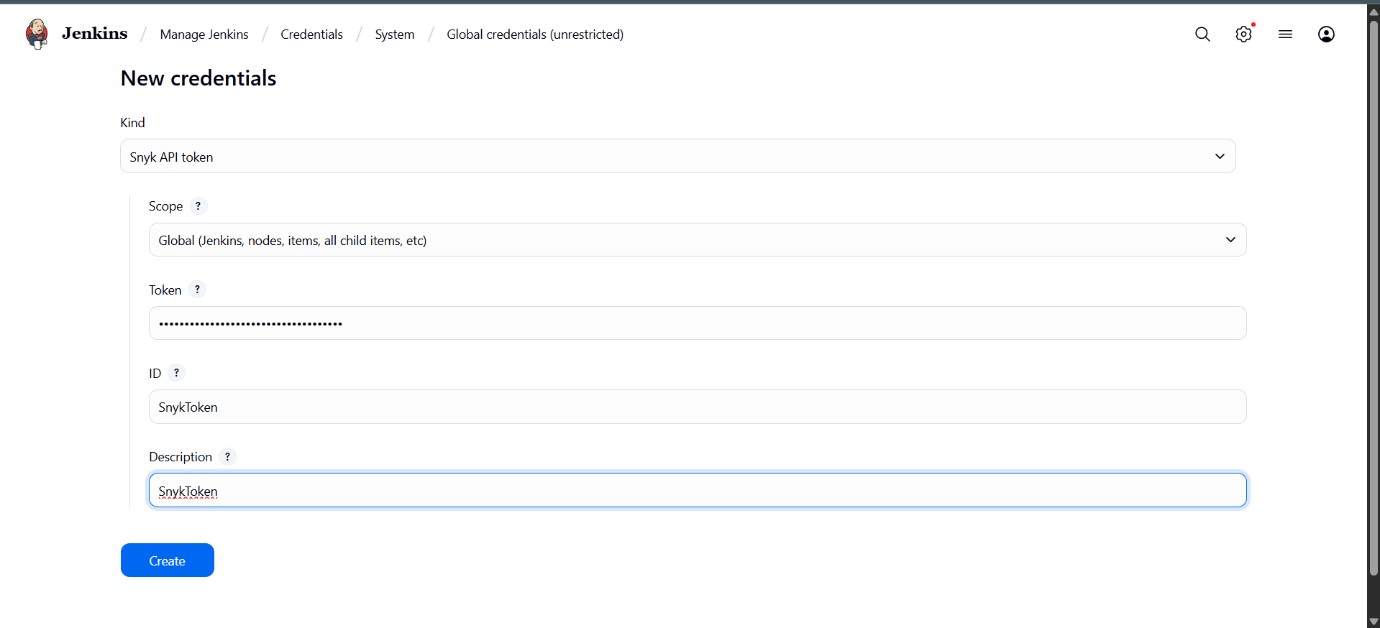 Jenkins / Manage Jenkins / Credentials / System / Global credentials (unrestricted)
New credentials
Kind
Snyk API token
Scope ?
Global (Jenkins, nodes, items, all child items, etc)
Token ?
••••••••••••••••••••••••••••••••••••
ID ?
SnykToken
Description ?
SnykToken
Create